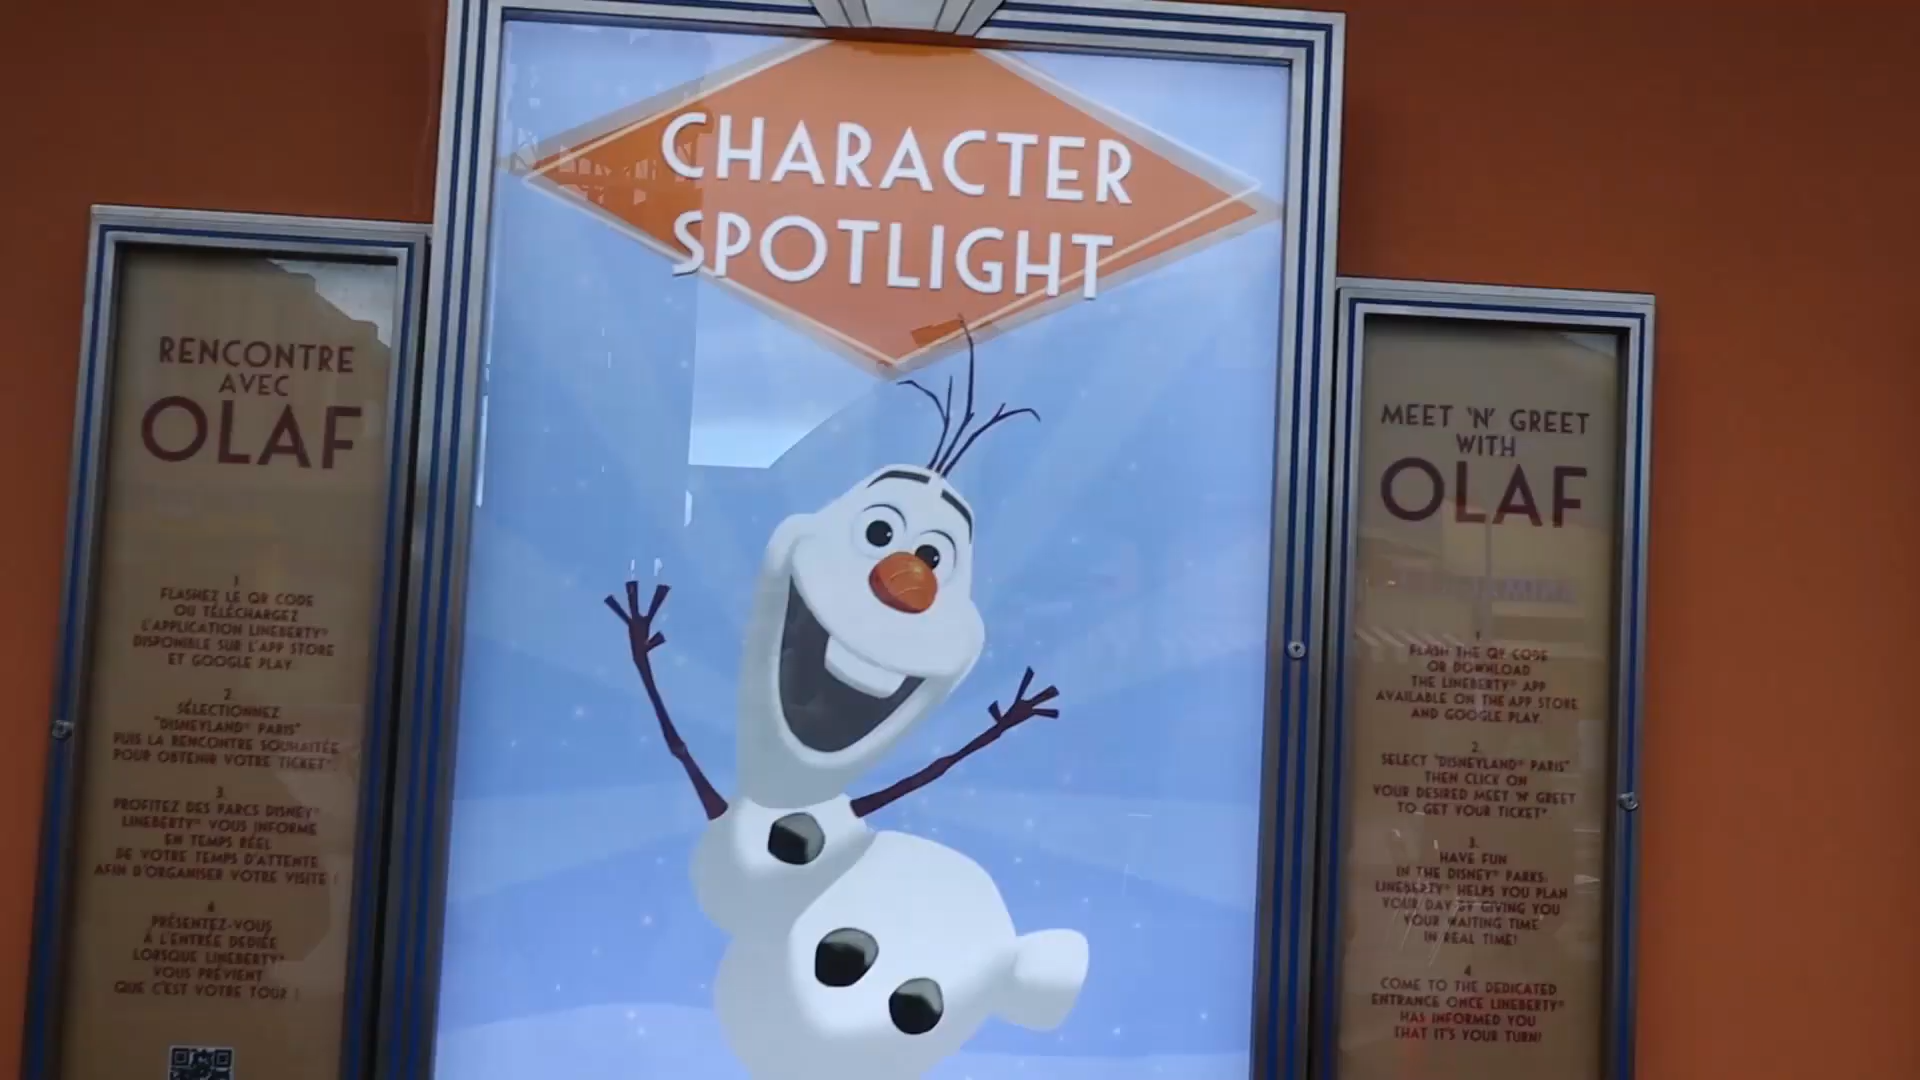 CHARACTER
SPOTLIGHT
RENCONTRE
AVEC
OLAF
1
FLASHEZ LE QR CODE
OU TÉLÉCHARGEZ
L'APPLICATION LINEBERTY®
DISPONIBLE SUR L'APP STORE
ET GOOGLE PLAY
2.
SÉLECTIONNEZ
"DISNEYLAND® PARIS"
PUIS LA RENCONTRE SOUHAITÉE
POUR OBTENIR VOTRE TICKET*.
3.
PROFITEZ DES PARCS DISNEY®
LINEBERTY® VOUS INFORME
EN TEMPS RÉEL
DE VOTRE TEMPS D'ATTENTE
AFIN D'ORGANISER VOTRE VISITE !
4
PRÉSENTEZ-VOUS
À L'ENTRÉE DÉDIÉE
LORSQUE LINEBERTY®
VOUS PRÉVIENT
QUE C'EST VOTRE TOUR !
MEET 'N' GREET
WITH
OLAF
1
FLASH THE QR CODE
OR DOWNLOAD
THE LINEBERTY® APP
AVAILABLE ON THE APP STORE
AND GOOGLE PLAY.
2.
SELECT "DISNEYLAND® PARIS"
THEN CLICK ON
YOUR DESIRED MEET 'N' GREET
TO GET YOUR TICKET*.
3.
HAVE FUN
IN THE DISNEY® PARKS:
LINEBERTY® HELPS YOU PLAN
YOUR DAY BY GIVING YOU
YOUR WAITING TIME
IN REAL TIME!
4
COME TO THE DEDICATED
ENTRANCE ONCE LINEBERTY®
HAS INFORMED YOU
THAT IT'S YOUR TURN!